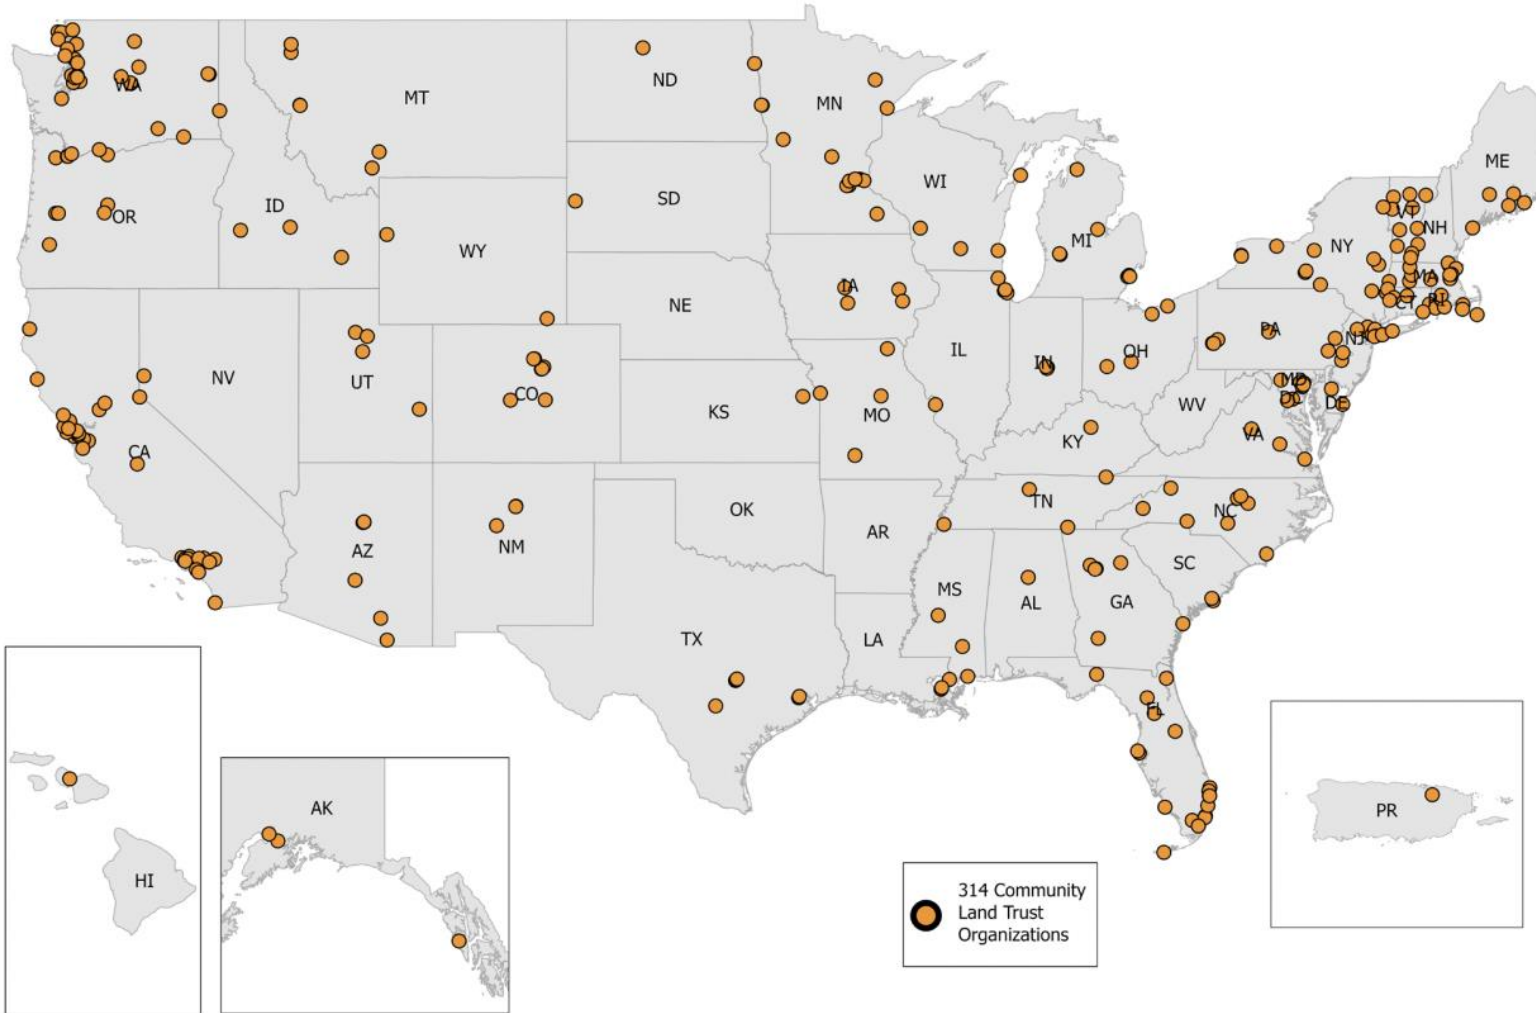 WA
MT
ND
MN
ME
OR
ID
SD
WI
VT
NH
WY
MI
NY
MA
IA
CT
RI
NE
PA
NJ
NV
UT
CO
IL
IN
OH
MD
DC
DE
KS
MO
WV
CA
KY
VA
AZ
NM
OK
AR
TN
NC
SC
MS
AL
GA
TX
LA
FL
AK
HI
PR
314 Community
Land Trust
Organizations